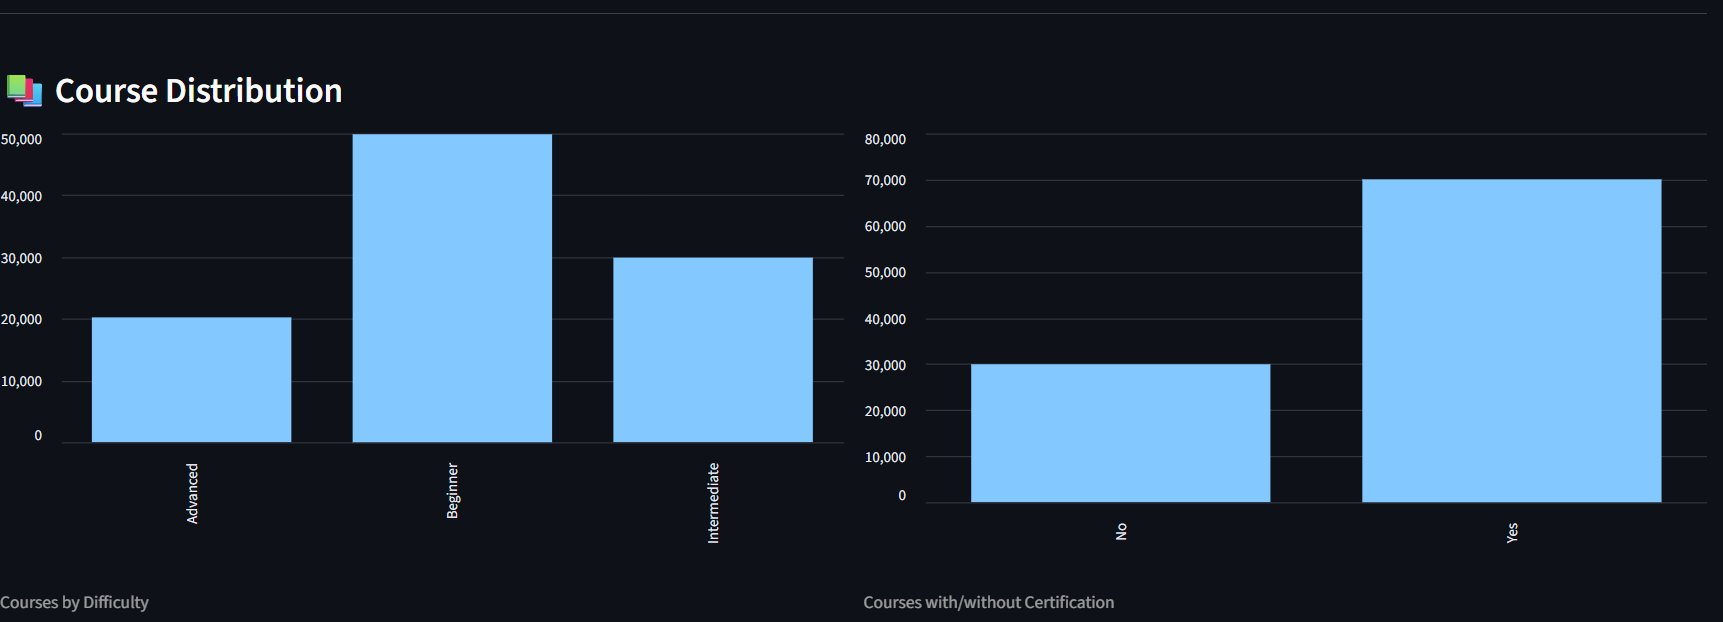 Course Distribution
50,000
40,000
30,000
20,000
10,000
0
Advanced
Beginner
Intermediate
Courses by Difficulty
80,000
70,000
60,000
50,000
40,000
30,000
20,000
10,000
0
No
Yes
Courses with/without Certification